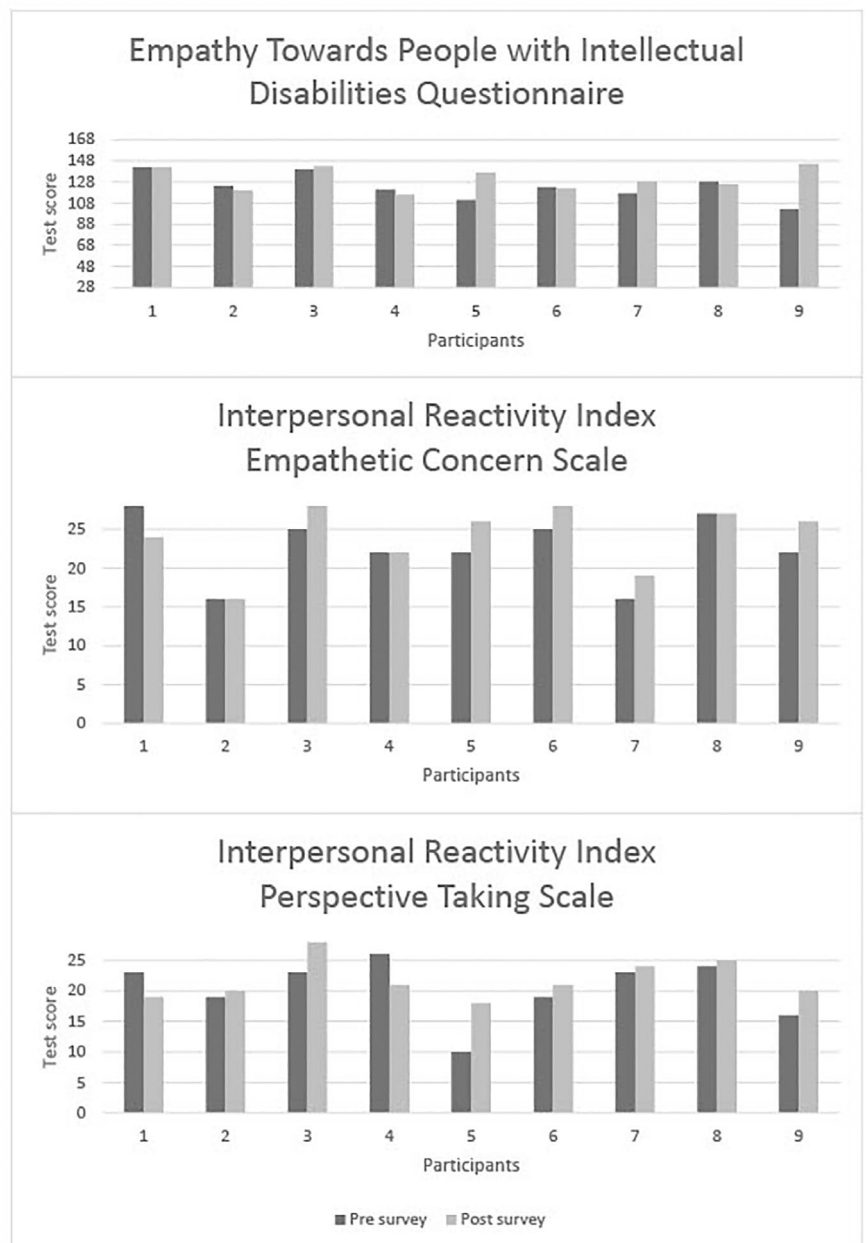 Empathy Towards People with Intellectual
Disabilities Questionnaire
168
148
128
108
88
68
48
28
Test score
1 2 3 4 5 6 7 8 9
Participants
Interpersonal Reactivity Index
Empathetic Concern Scale
25
20
15
10
5
0
Test score
1 2 3 4 5 6 7 8 9
Participants
Interpersonal Reactivity Index
Perspective Taking Scale
25
20
15
10
5
0
Test score
1 2 3 4 5 6 7 8 9
Participants
Pre survey Post survey